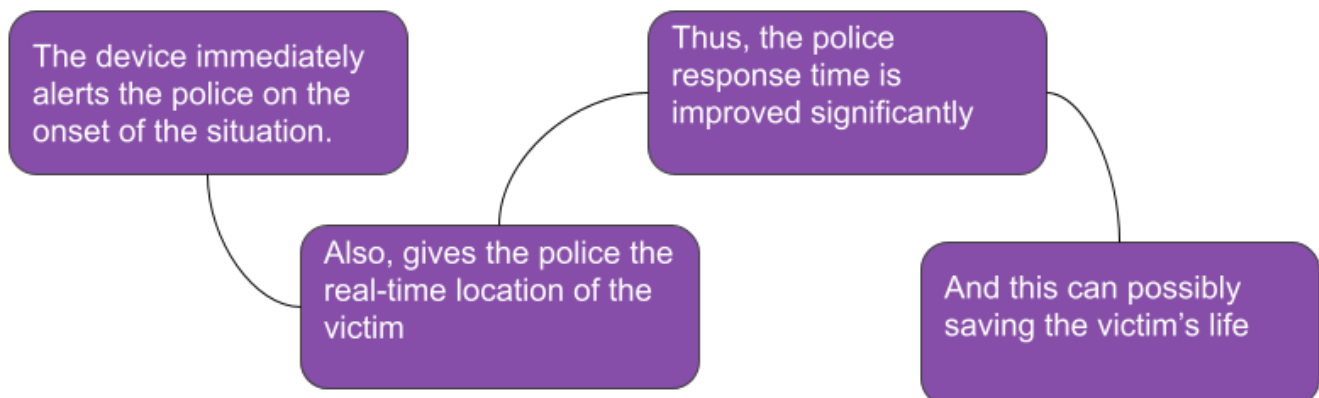 The device immediately
alerts the police on the
onset of the situation.
Also, gives the police the
real-time location of the
victim
Thus, the police
response time is
improved significantly
And this can possibly
saving the victim’s life